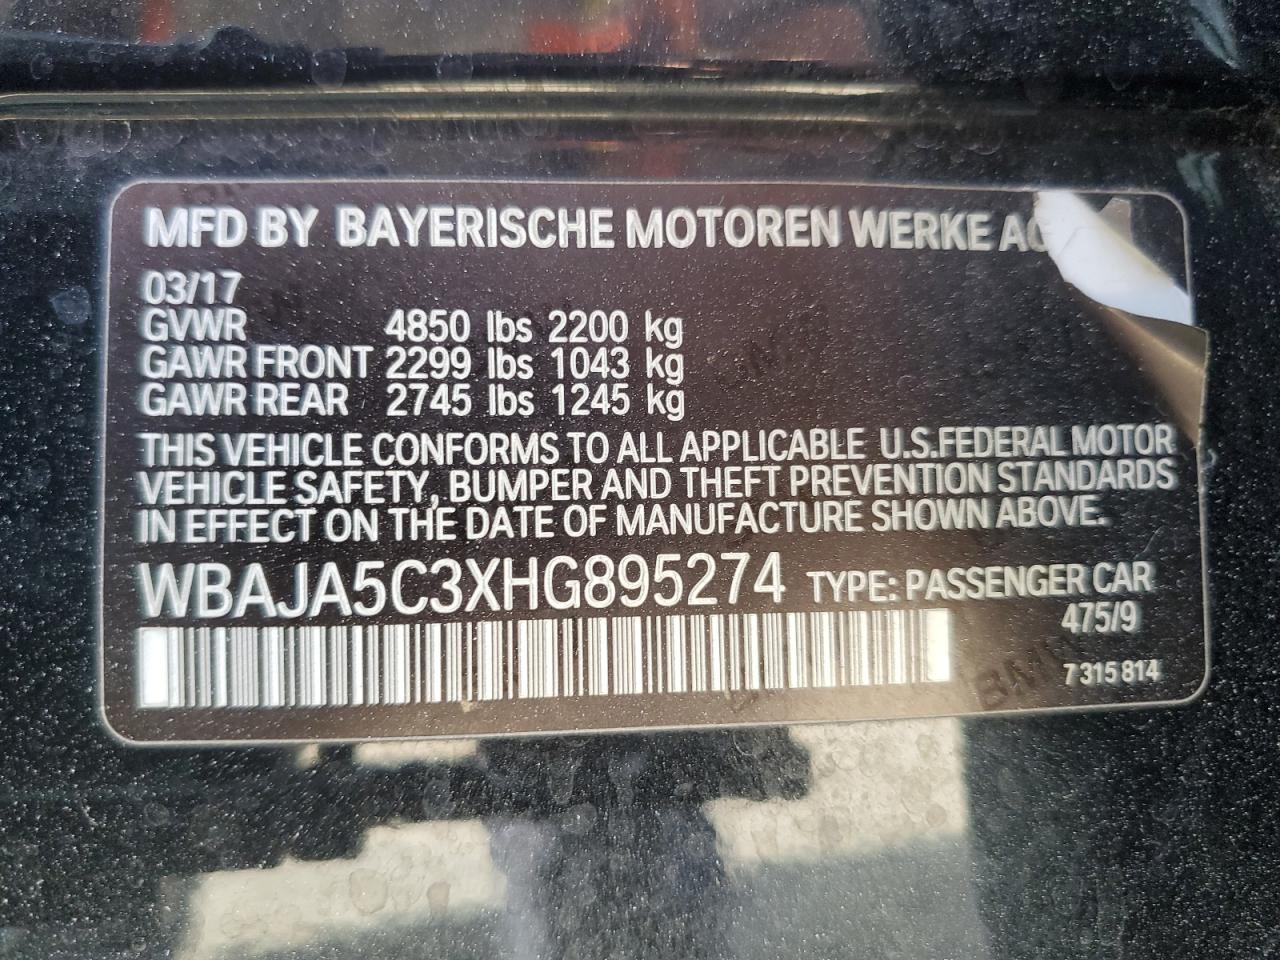 MFD BY BAYERISCHE MOTOREN WERKE AG
03/17
GVWR 4850 lbs 2200 kg
GAWR FRONT 2299 lbs 1043 kg
GAWR REAR 2745 lbs 1245 kg
THIS VEHICLE CONFORMS TO ALL APPLICABLE U.S.FEDERAL MOTOR
VEHICLE SAFETY, BUMPER AND THEFT PREVENTION STANDARDS
IN EFFECT ON THE DATE OF MANUFACTURE SHOWN ABOVE.
WBAJA5C3XHG895274 TYPE: PASSENGER CAR
475/9
7 315 814